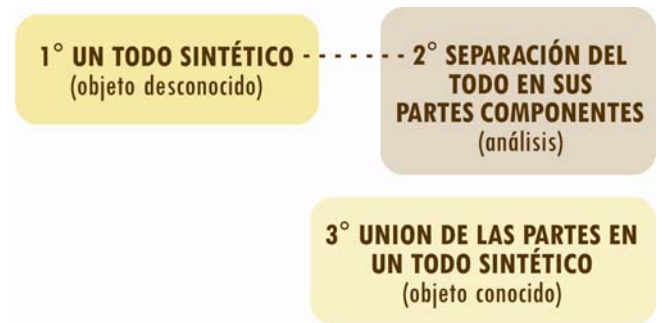 1° UN TODO SINTÉTICO
(objeto desconocido)
2° SEPARACIÓN DEL
TODO EN SUS
PARTES COMPONENTES
(análisis)
3° UNION DE LAS PARTES EN
UN TODO SINTÉTICO
(objeto conocido)